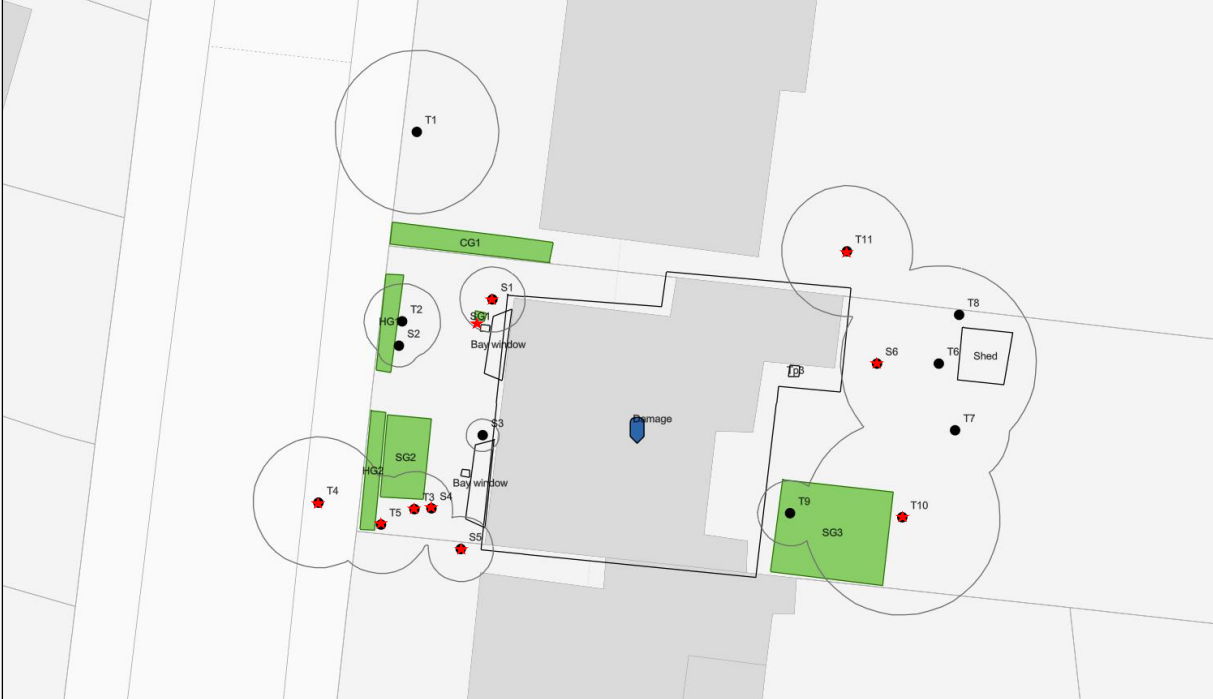 T1
CG1
T11
S1
SG1
T2
HG1
S2
Bay window
T8
S6
T6
Shed
Tp3
Damage
S3
T7
SG2
HG2
Bay window
T4
T3
S4
T5
S5
T9
SG3
T10